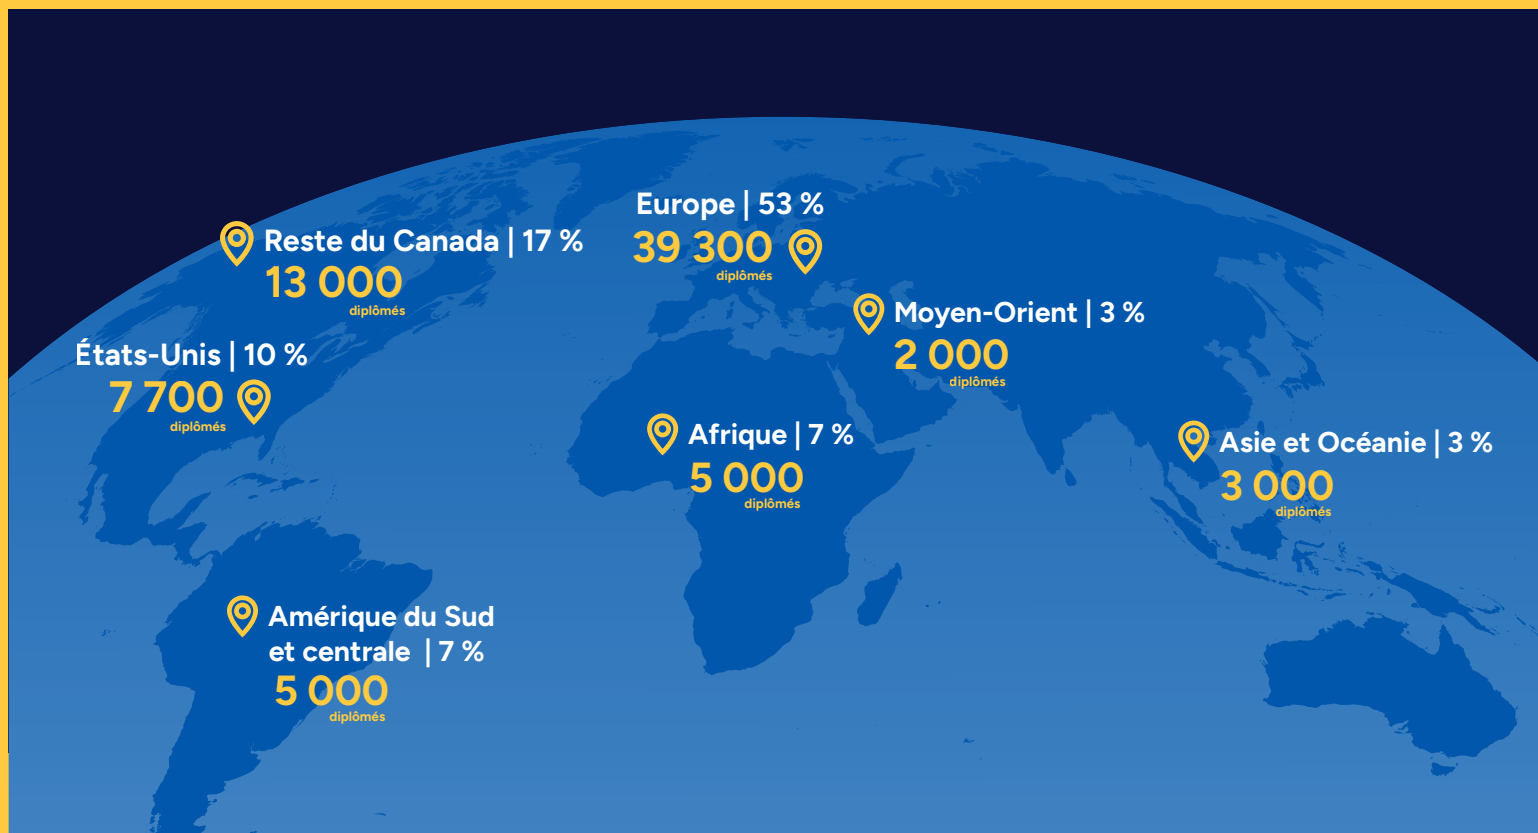 Europe | 53 %
39 300
diplômés
Reste du Canada | 17 %
13 000
diplômés
Moyen-Orient | 3 %
2 000
diplômés
États-Unis | 10 %
7 700
diplômés
Afrique | 7 %
5 000
diplômés
Asie et Océanie | 3 %
3 000
diplômés
Amérique du Sud
et centrale | 7 %
5 000
diplômés